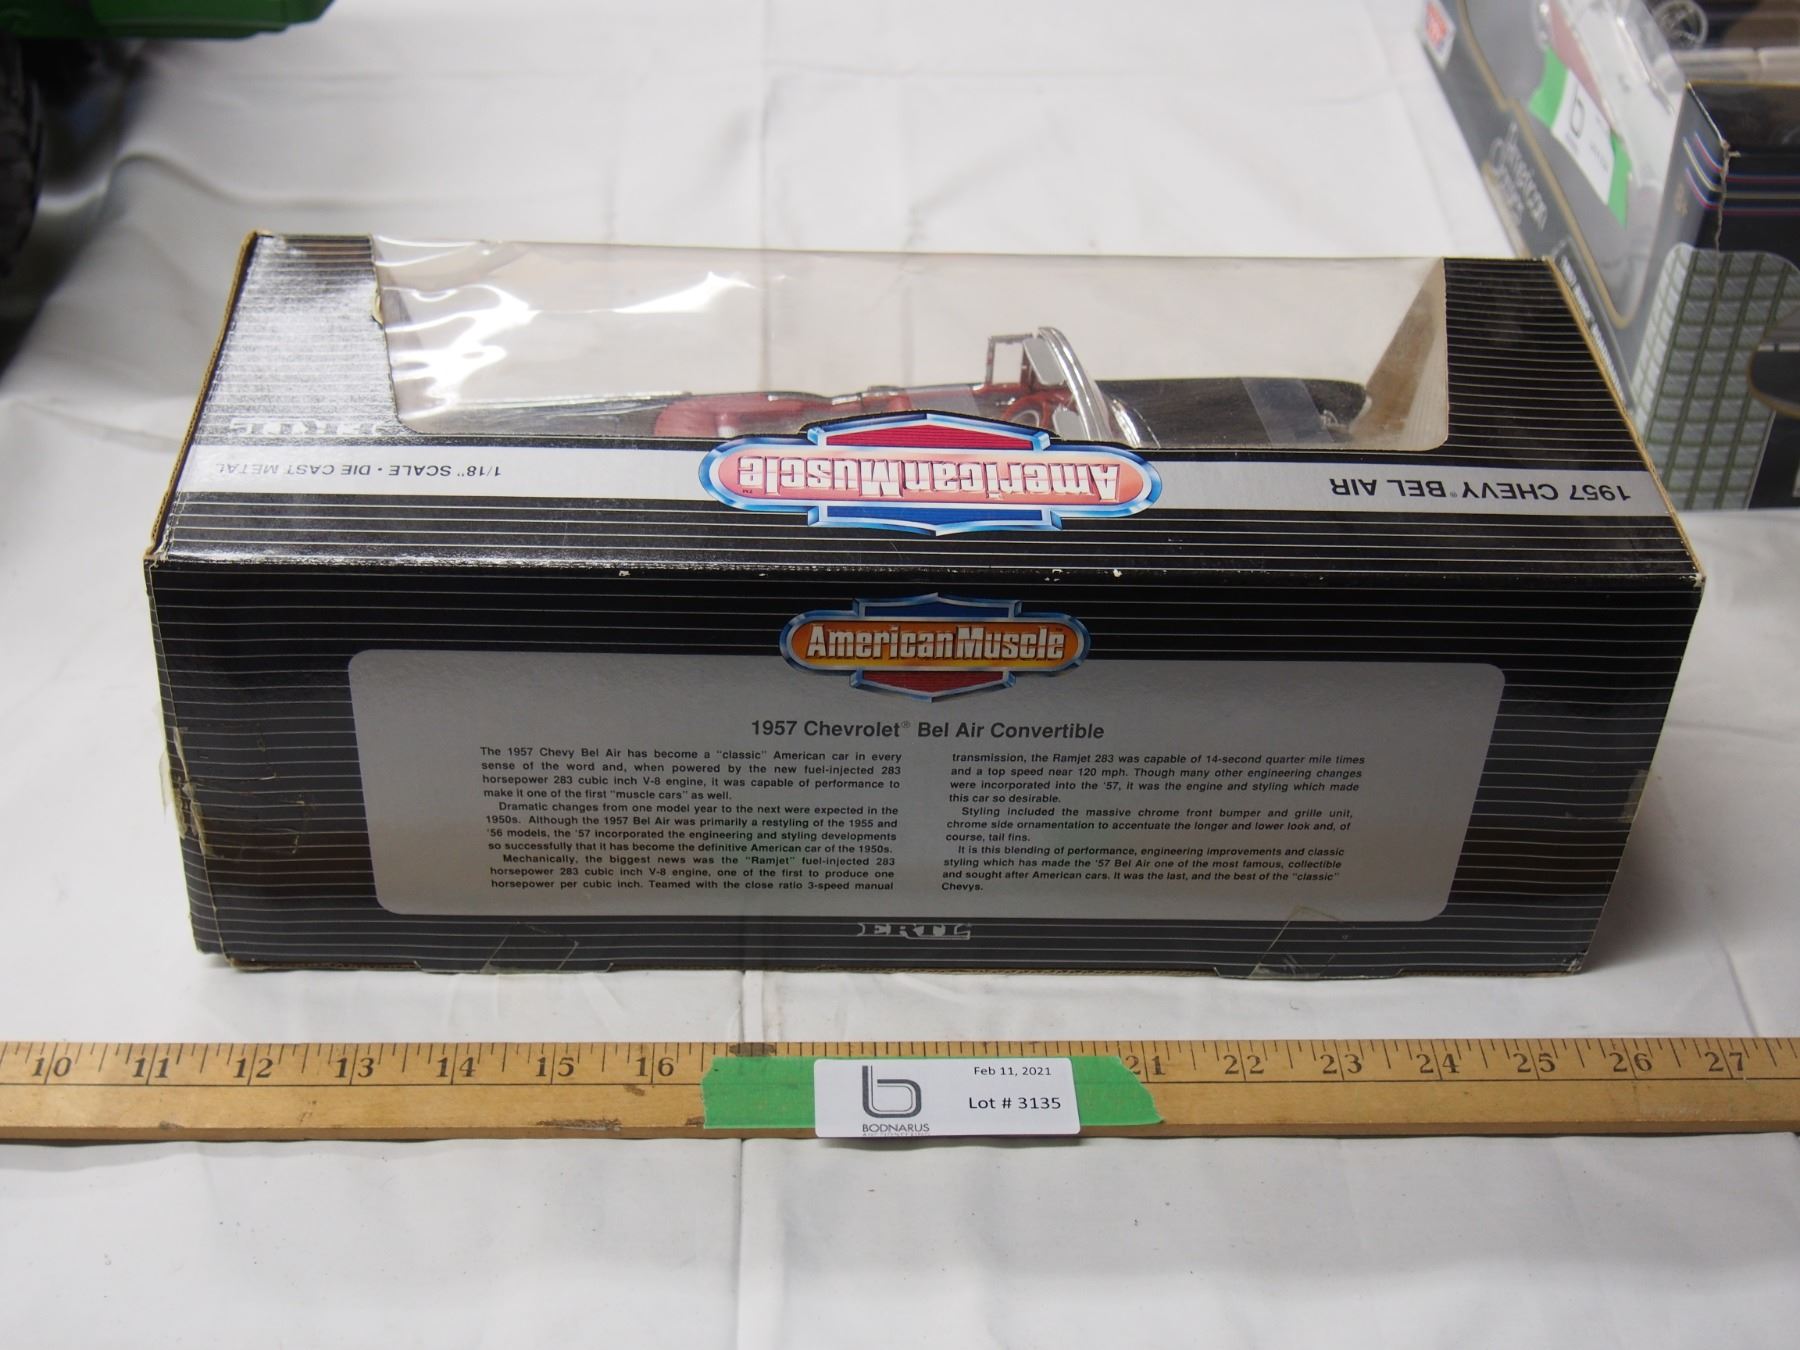 ERTL
1/18" SCALE • DIE CAST METAL
AmericanMuscle™
1957 CHEVY® BEL AIR
AmericanMuscle™
1957 Chevrolet® Bel Air Convertible
The 1957 Chevy Bel Air has become a "classic" American car in every
sense of the word and, when powered by the new fuel-injected 283
horsepower 283 cubic inch V-8 engine, it was capable of performance to
make it one of the first "muscle cars" as well.
Dramatic changes from one model year to the next were expected in the
1950s. Although the 1957 Bel Air was primarily a restyling of the 1955 and
'56 models, the '57 incorporated the engineering and styling developments
so successfully that it has become the definitive American car of the 1950s.
Mechanically, the biggest news was the "Ramjet" fuel-injected 283
horsepower 283 cubic inch V-8 engine, one of the first to produce one
horsepower per cubic inch. Teamed with the close ratio 3-speed manual
transmission, the Ramjet 283 was capable of 14-second quarter mile times
and a top speed near 120 mph. Though many other engineering changes
were incorporated into the '57, it was the engine and styling which made
this car so desirable.
Styling included the massive chrome front bumper and grille unit,
chrome side ornamentation to accentuate the longer and lower look and, of
course, tail fins.
It is this blending of performance, engineering improvements and classic
styling which has made the '57 Bel Air one of the most famous, collectible
and sought after American cars. It was the last, and the best of the "classic"
Chevys.
ERTL
10 11 12 13 14 15 16 21 22 23 24 25 26 27
b
BODNARUS
AUCTIONEERING
Feb 11, 2021
Lot # 3135
American
b